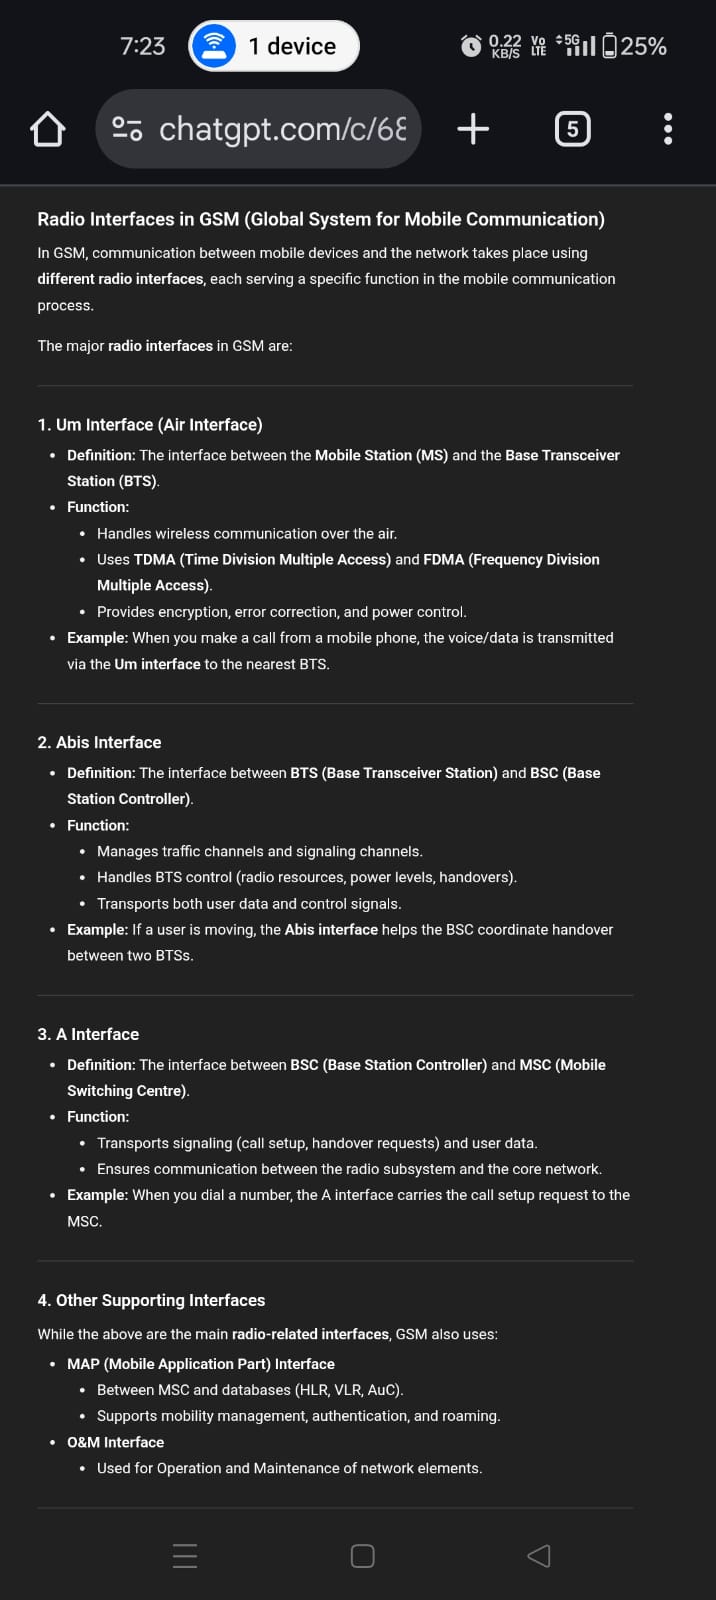 7:23
1 device
0.22
KB/S
Vo
LTE
5G
25%
chatgpt.com/c/68
5
Radio Interfaces in GSM (Global System for Mobile Communication)
In GSM, communication between mobile devices and the network takes place using
different radio interfaces, each serving a specific function in the mobile communication
process.
The major radio interfaces in GSM are:
1. Um Interface (Air Interface)
• Definition: The interface between the Mobile Station (MS) and the Base Transceiver
Station (BTS).
• Function:
• Handles wireless communication over the air.
• Uses TDMA (Time Division Multiple Access) and FDMA (Frequency Division
Multiple Access).
• Provides encryption, error correction, and power control.
• Example: When you make a call from a mobile phone, the voice/data is transmitted
via the Um interface to the nearest BTS.
2. Abis Interface
• Definition: The interface between BTS (Base Transceiver Station) and BSC (Base
Station Controller).
• Function:
• Manages traffic channels and signaling channels.
• Handles BTS control (radio resources, power levels, handovers).
• Transports both user data and control signals.
• Example: If a user is moving, the Abis interface helps the BSC coordinate handover
between two BTSs.
3. A Interface
• Definition: The interface between BSC (Base Station Controller) and MSC (Mobile
Switching Centre).
• Function:
• Transports signaling (call setup, handover requests) and user data.
• Ensures communication between the radio subsystem and the core network.
• Example: When you dial a number, the A interface carries the call setup request to the
MSC.
4. Other Supporting Interfaces
While the above are the main radio-related interfaces, GSM also uses:
• MAP (Mobile Application Part) Interface
• Between MSC and databases (HLR, VLR, AuC).
• Supports mobility management, authentication, and roaming.
• O&M Interface
• Used for Operation and Maintenance of network elements.